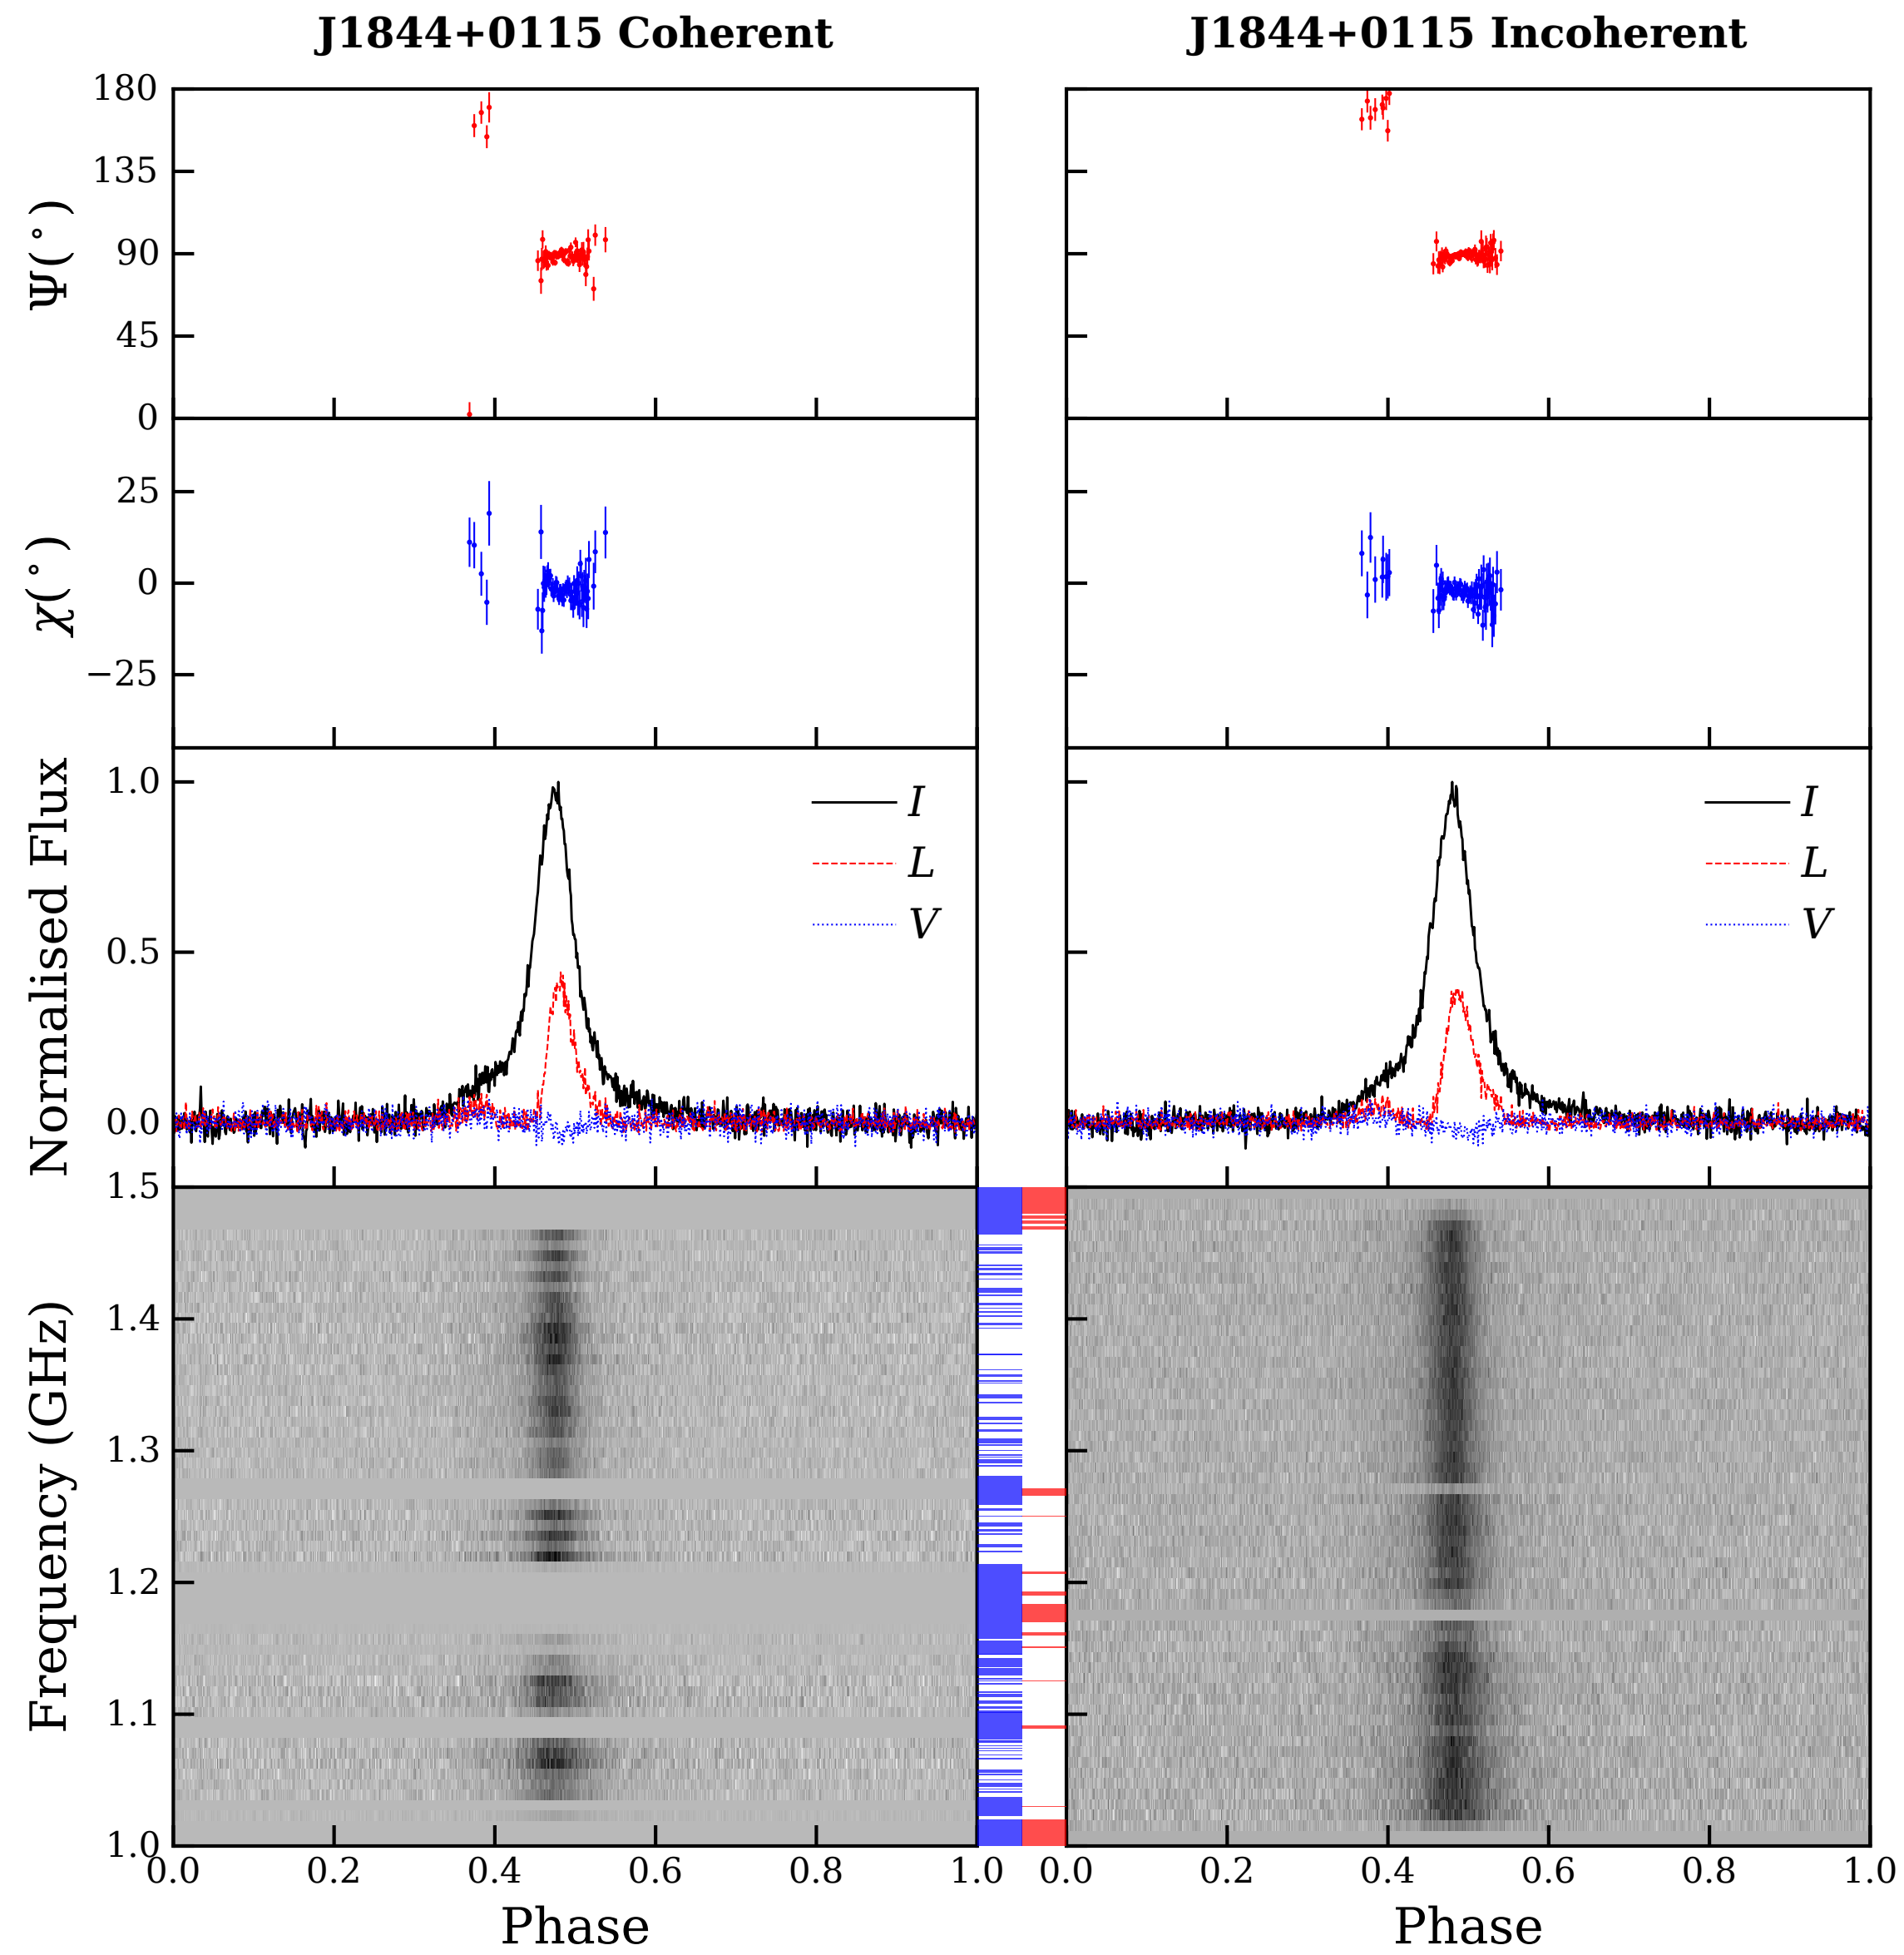 J1844+0115 Coherent
J1844+0115 Incoherent
180
135
90
45
0
Ψ(°)
25
0
−25
χ(°)
1.0
0.5
0.0
Normalised Flux
I
L
V
I
L
V
1.5
1.4
1.3
1.2
1.1
1.0
Frequency (GHz)
0.0 0.2 0.4 0.6 0.8 1.0
0.0 0.2 0.4 0.6 0.8 1.0
Phase
Phase